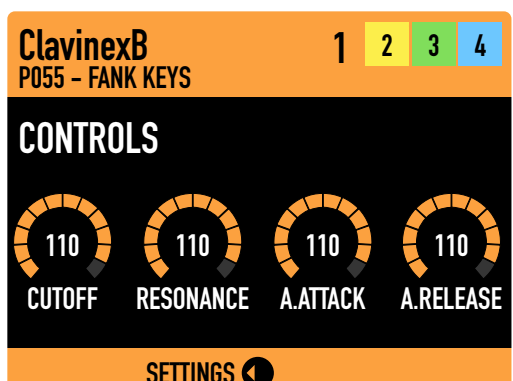 ClavinexB 1 2 3 4
P055 – FANK KEYS
CONTROLS
110 110 110 110
CUTOFF RESONANCE A.ATTACK A.RELEASE
SETTINGS